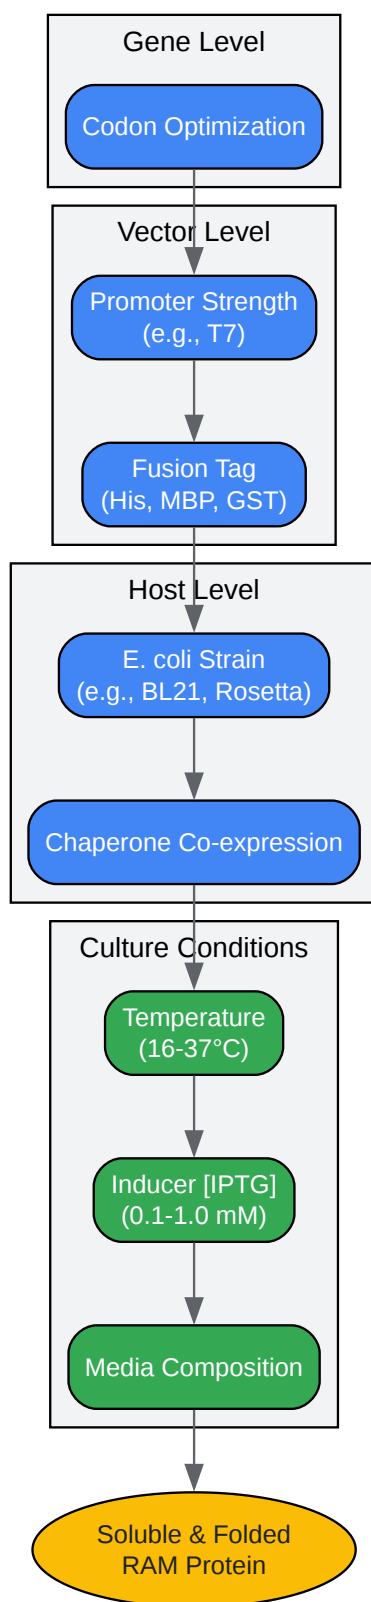 Gene Level
Codon Optimization
Vector Level
Promoter Strength
(e.g., T7)
Fusion Tag
(His, MBP, GST)
Host Level
E. coli Strain
(e.g., BL21, Rosetta)
Chaperone Co-expression
Culture Conditions
Temperature
(16-37°C)
Inducer [IPTG]
(0.1-1.0 mM)
Media Composition
Soluble & Folded
RAM Protein